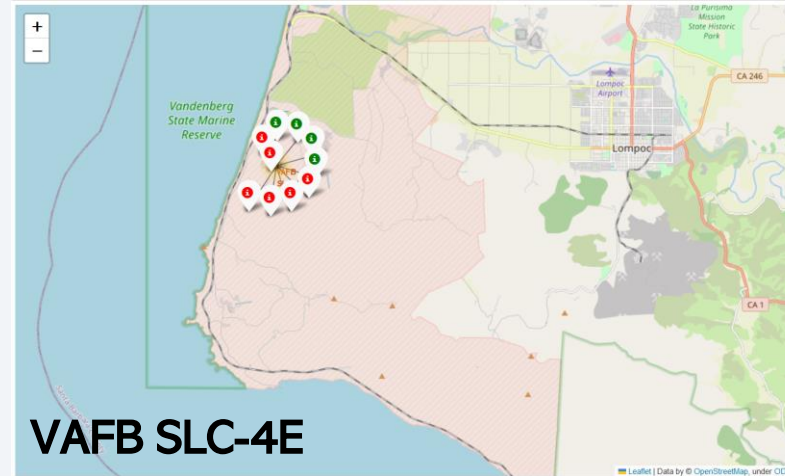 +
−
La Purisima
Mission
State Historic
Park
CA 246
Vandenberg
State Marine
Reserve
Lompoc
Airport
Lompoc
CA 1
VAFB SLC-4E
Leaflet | Data by © OpenStreetMap, under OD